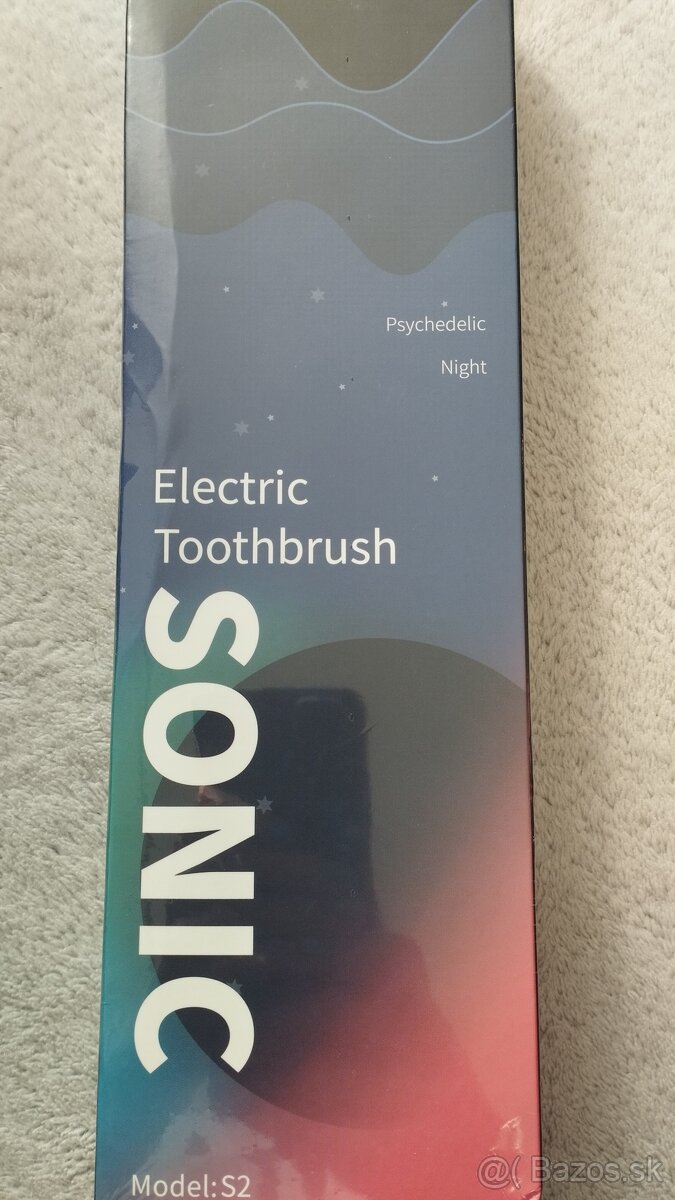 Psychedelic
Night
Electric
Toothbrush
SONIC
Model: S2
@( Bazos.sk